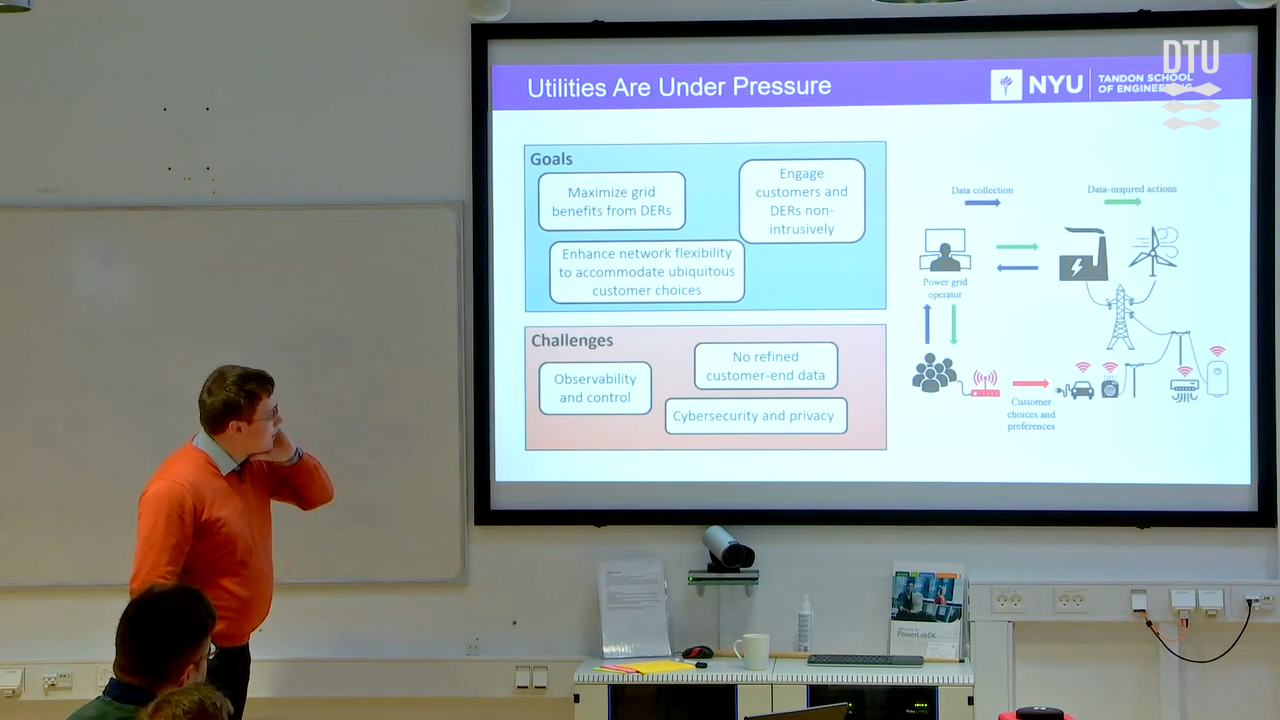 DTU
Utilities Are Under Pressure
NYU
TANDON SCHOOL
OF ENGINEERING
Goals
Maximize grid
benefits from DERs
Engage
customers and
DERs non-
intrusively
Enhance network flexibility
to accommodate ubiquitous
customer choices
Challenges
Observability
and control
No refined
customer-end data
Cybersecurity and privacy
Data collection
Data-inspired actions
Power grid
operator
Customer
choices and
preferences
PowerLabDK